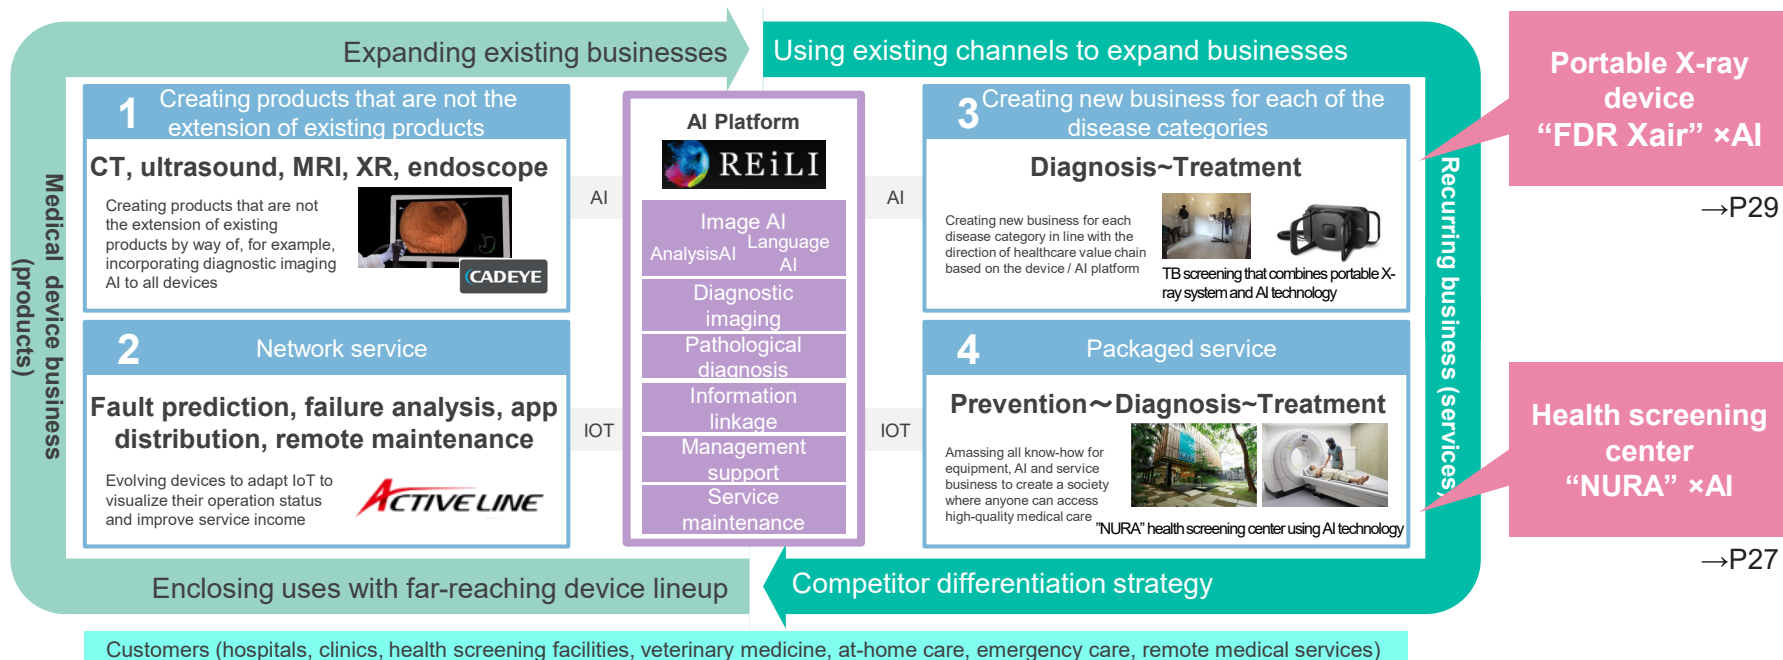 Expanding existing businesses
Using existing channels to expand businesses
Medical device business
(products)
1
Creating products that are not the
extension of existing products
CT, ultrasound, MRI, XR, endoscope
Creating products that are not
the extension of existing
products by way of, for example,
incorporating diagnostic imaging
AI to all devices
CADEYE
2
Network service
Fault prediction, failure analysis, app
distribution, remote maintenance
Evolving devices to adapt IoT to
visualize their operation status
and improve service income
ACTIVE LINE
AI
IOT
AI Platform
REiLI
Image AI
AnalysisAI
Language
AI
Diagnostic
imaging
Pathological
diagnosis
Information
linkage
Management
support
Service
maintenance
AI
IOT
3
Creating new business for each of the
disease categories
Diagnosis~Treatment
Creating new business for each
disease category in line with the
direction of healthcare value chain
based on the device / AI platform
TB screening that combines portable X-
ray system and AI technology
4
Packaged service
Prevention～Diagnosis~Treatment
Amassing all know-how for
equipment, AI and service
business to create a society
where anyone can access
high-quality medical care
"NURA" health screening center using AI technology
Recurring business (services)
Portable X-ray
device
“FDR Xair” ×AI
→P29
Health screening
center
“NURA” ×AI
→P27
Enclosing uses with far-reaching device lineup
Competitor differentiation strategy
Customers (hospitals, clinics, health screening facilities, veterinary medicine, at-home care, emergency care, remote medical services)